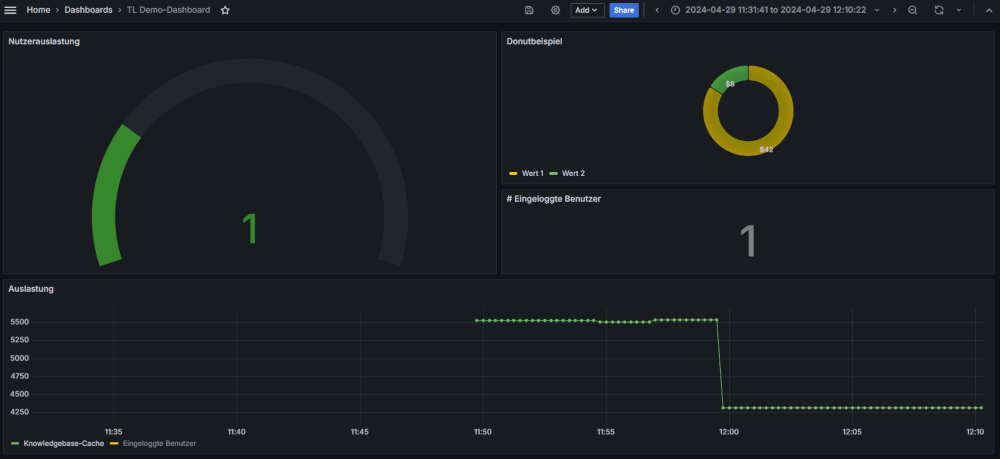 Home > Dashboards > TL Demo-Dashboard
Add
Share
2024-04-29 11:31:41 to 2024-04-29 12:10:22
Nutzerauslastung
1
Donutbeispiel
$8
$42
Wert 1 Wert 2
# Eingeloggte Benutzer
1
Auslastung
5500
5250
5000
4750
4500
4250
11:35 11:40 11:45 11:50 11:55 12:00 12:05 12:10
Knowledgebase-Cache Eingeloggte Benutzer